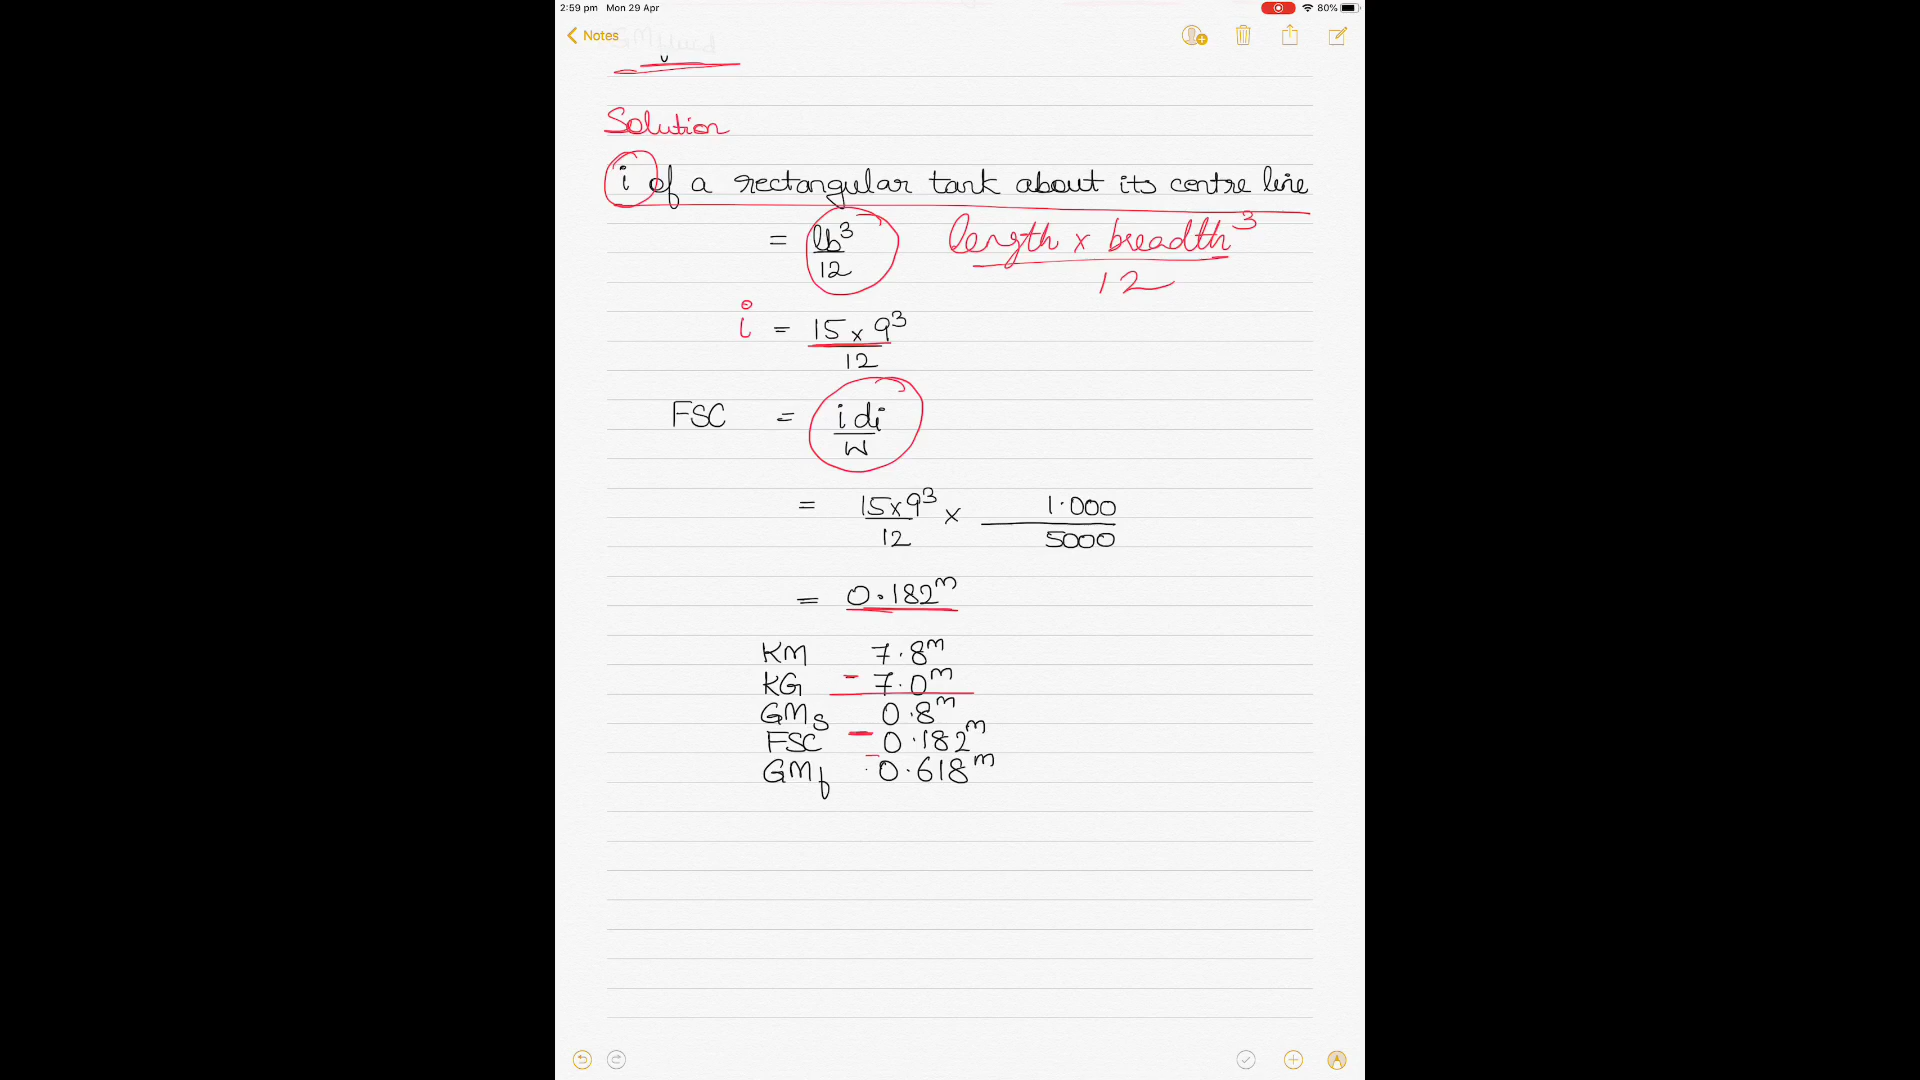 2:59 pm Mon 29 Apr 80%
Notes
Solution
i of a rectangular tank about its centre line
= lb³ length x breadth³
12 12
i = 15 x 9³
12
FSC = i di
W
= 15x9³ x 1.000
12 5000
= 0.182m
KM 7.8m
KG - 7.0m
GMs 0.8m
FSC - 0.182m
GMf 0.618m